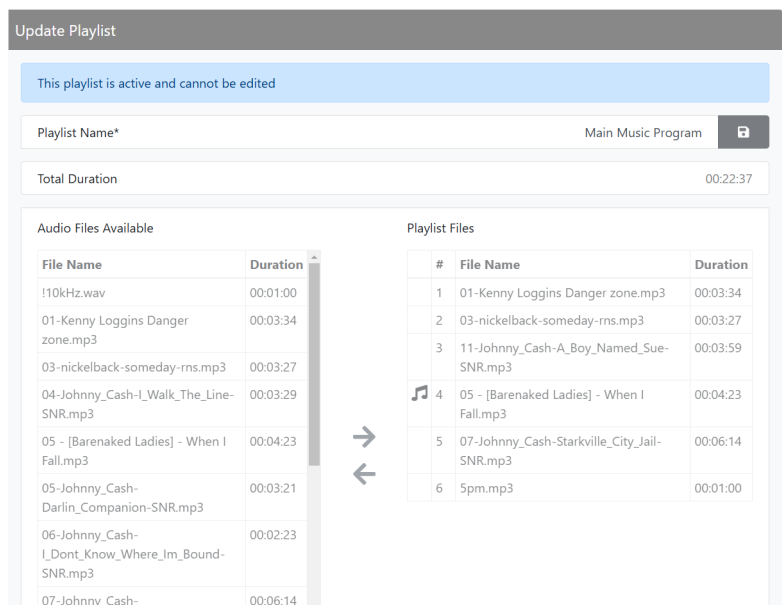 Update Playlist
This playlist is active and cannot be edited
Playlist Name*
Main Music Program
Total Duration
00:22:37
Audio Files Available
File Name Duration
!10kHz.wav 00:01:00
01-Kenny Loggins Danger 00:03:34
zone.mp3
03-nickelback-someday-rns.mp3 00:03:27
04-Johnny_Cash-I_Walk_The_Line- 00:03:29
SNR.mp3
05 - [Barenaked Ladies] - When I 00:04:23
Fall.mp3
05-Johnny_Cash- 00:03:21
Darlin_Companion-SNR.mp3
06-Johnny_Cash- 00:02:23
I_Dont_Know_Where_Im_Bound-
SNR.mp3
07-Johnny_Cash- 00:06:14
Playlist Files
# File Name Duration
1 01-Kenny Loggins Danger zone.mp3 00:03:34
2 03-nickelback-someday-rns.mp3 00:03:27
3 11-Johnny_Cash-A_Boy_Named_Sue- 00:03:59
SNR.mp3
4 05 - [Barenaked Ladies] - When I 00:04:23
Fall.mp3
5 07-Johnny_Cash-Starkville_City_Jail- 00:06:14
SNR.mp3
6 5pm.mp3 00:01:00